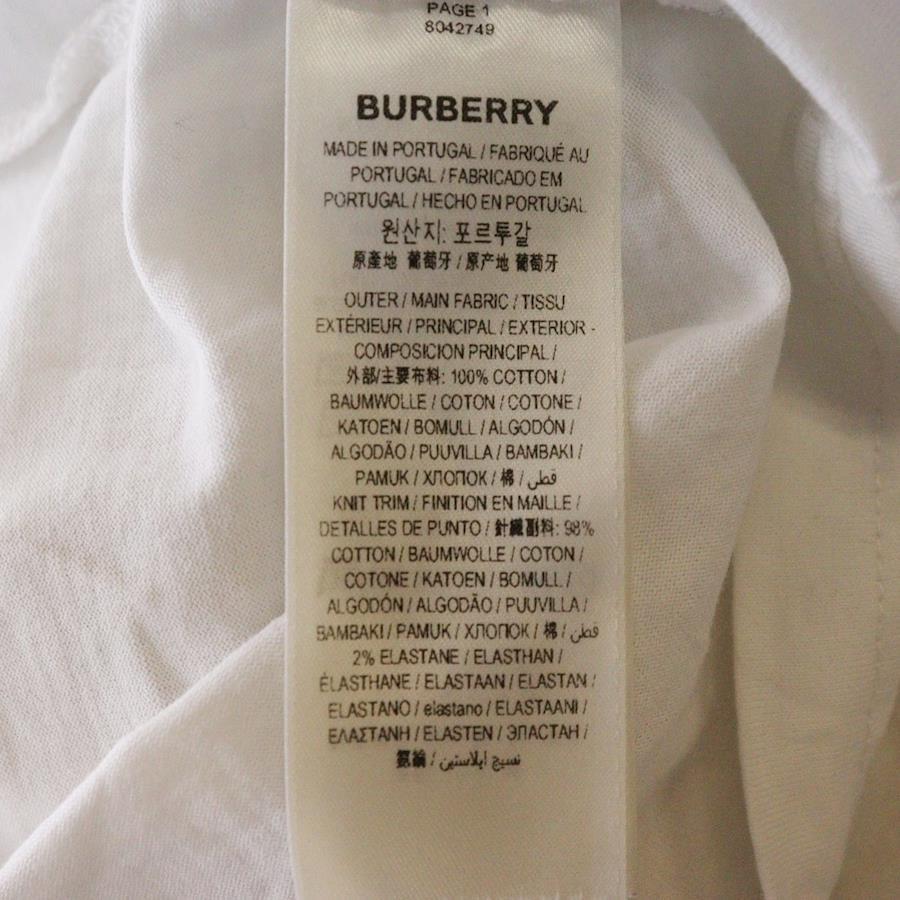 PAGE 1
8042749
BURBERRY
MADE IN PORTUGAL / FABRIQUÉ AU
PORTUGAL / FABRICADO EM
PORTUGAL / HECHO EN PORTUGAL
원산지: 포르투갈
原產地 葡萄牙 / 原产地 葡萄牙
OUTER / MAIN FABRIC / TISSU
EXTÉRIEUR / PRINCIPAL / EXTERIOR -
COMPOSICION PRINCIPAL /
外部/主要布料: 100% COTTON /
BAUMWOLLE / COTON / COTONE /
KATOEN / BOMULL / ALGODÓN /
ALGODÃO / PUUVILLA / BAMBAKI /
PAMUK / ХЛОПОК / 棉 / قطن
KNIT TRIM / FINITION EN MAILLE /
DETALLES DE PUNTO / 針織副料: 98%
COTTON / BAUMWOLLE / COTON /
COTONE / KATOEN / BOMULL /
ALGODÓN / ALGODÃO / PUUVILLA /
BAMBAKI / PAMUK / ХЛОПОК / 棉 / قطن
2% ELASTANE / ELASTHAN /
ÉLASTHANE / ELASTAAN / ELASTAN /
ELASTANO / elastano / ELASTAANI /
ΕΛΑΣΤΑΝΗ / ELASTEN / ЭПАСТАН /
氨綸 / نسيج ايلاستين